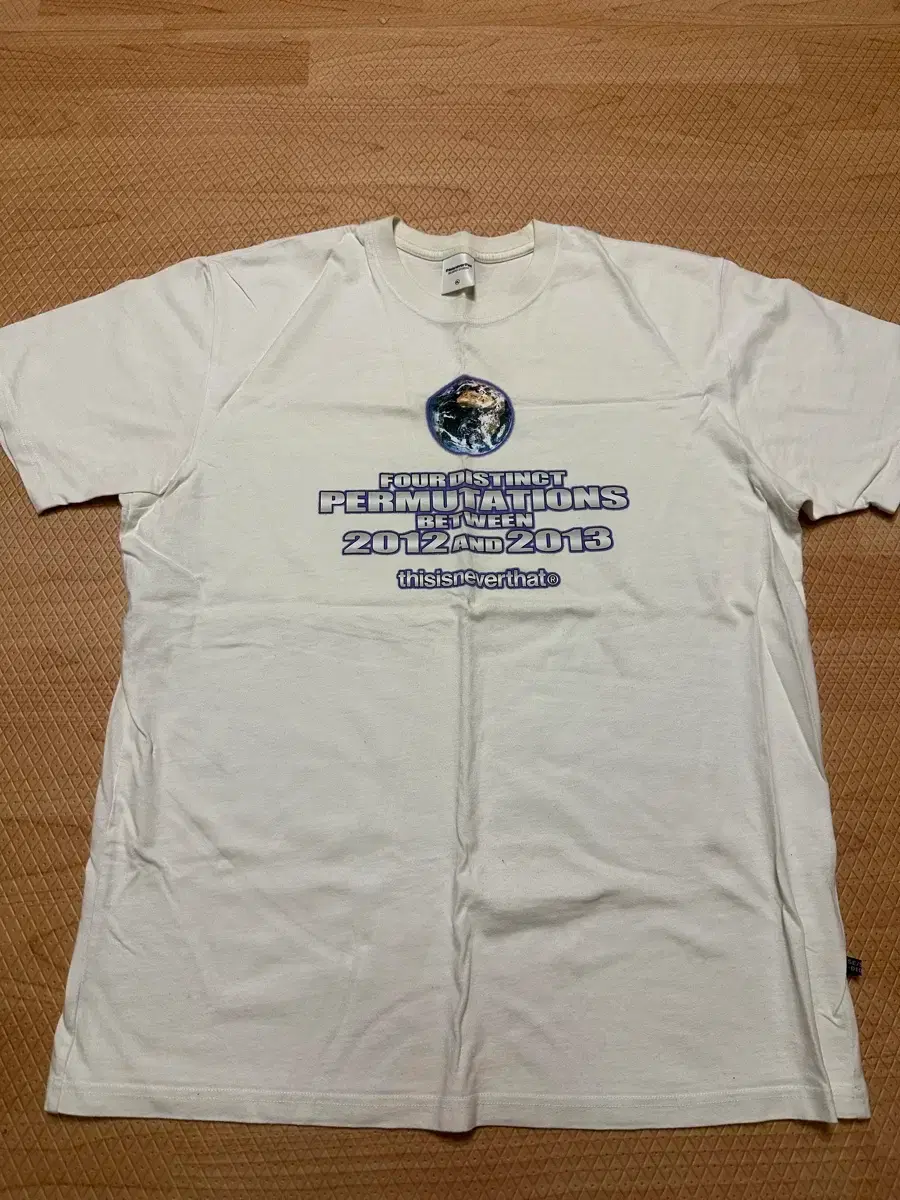 FOUR DISTINCT
PERMUTATIONS
BETWEEN
2012 AND 2013
thisisneverthat®